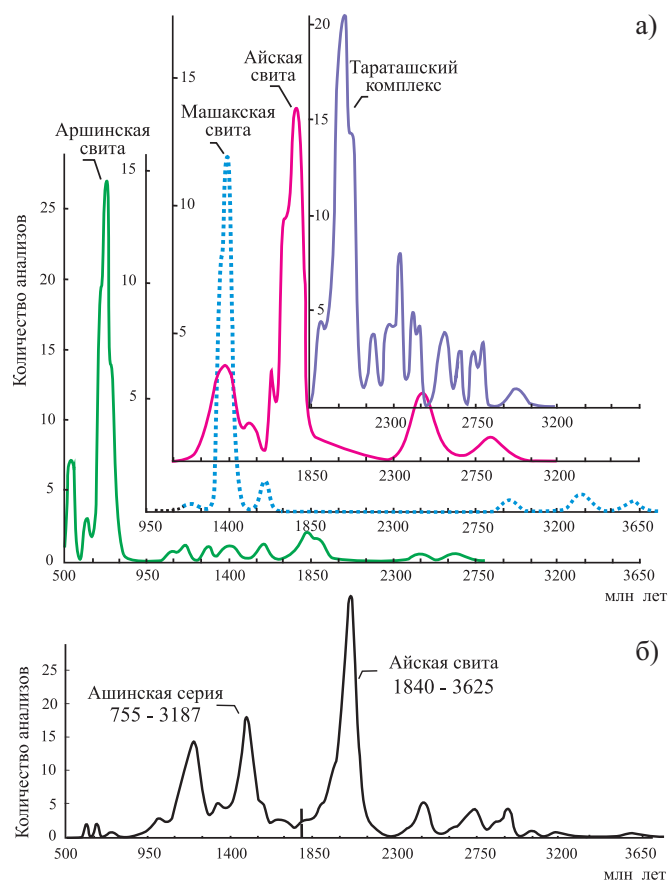 а)
20
15
10
5
Тараташский
комплекс
2300 2750 3200
Айская
свита
15
10
5
1850 2300 2750 3200
Машакская
свита
15
10
5
950 1400 1850 2300 2750 3200 3650
Аршинская
свита
Количество анализов
25
20
15
10
5
0
500 950 1400 1850 2300 2750 3200 3650
млн лет
б)
Количество анализов
25
20
15
10
5
0
Ашинская серия
755 - 3187
Айская свита
1840 - 3625
500 950 1400 1850 2300 2750 3200 3650
млн лет